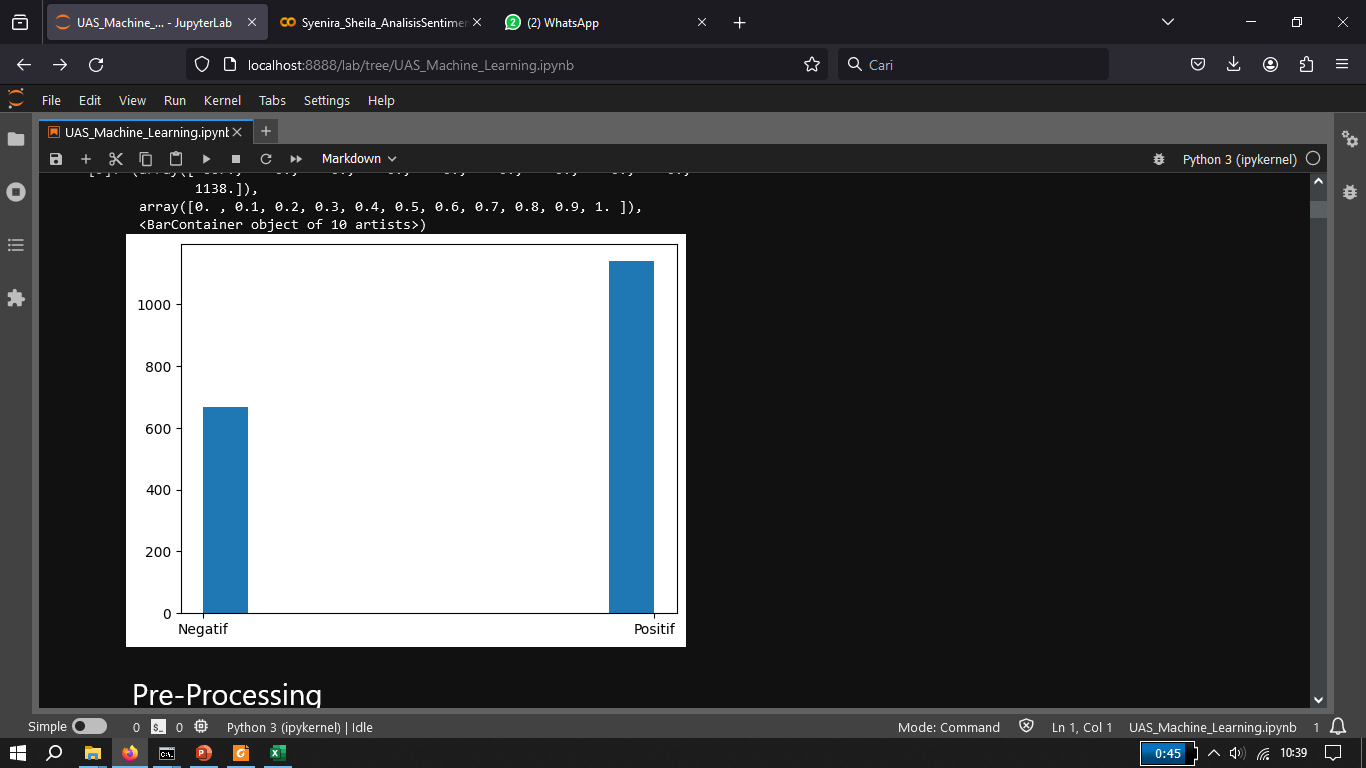 UAS_Machine_... - JupyterLab
Syenira_Sheila_AnalisisSentimen
(2) WhatsApp
localhost:8888/lab/tree/UAS_Machine_Learning.ipynb
Cari
File Edit View Run Kernel Tabs Settings Help
UAS_Machine_Learning.ipynb
Markdown
Python 3 (ipykernel)
1138.]),
array([0. , 0.1, 0.2, 0.3, 0.4, 0.5, 0.6, 0.7, 0.8, 0.9, 1. ]),
<BarContainer object of 10 artists>)
1000
800
600
400
200
0
Negatif Positif
Pre-Processing
Simple 0 $_ 0 Python 3 (ipykernel) | Idle Mode: Command Ln 1, Col 1 UAS_Machine_Learning.ipynb 1
0:45 10:39